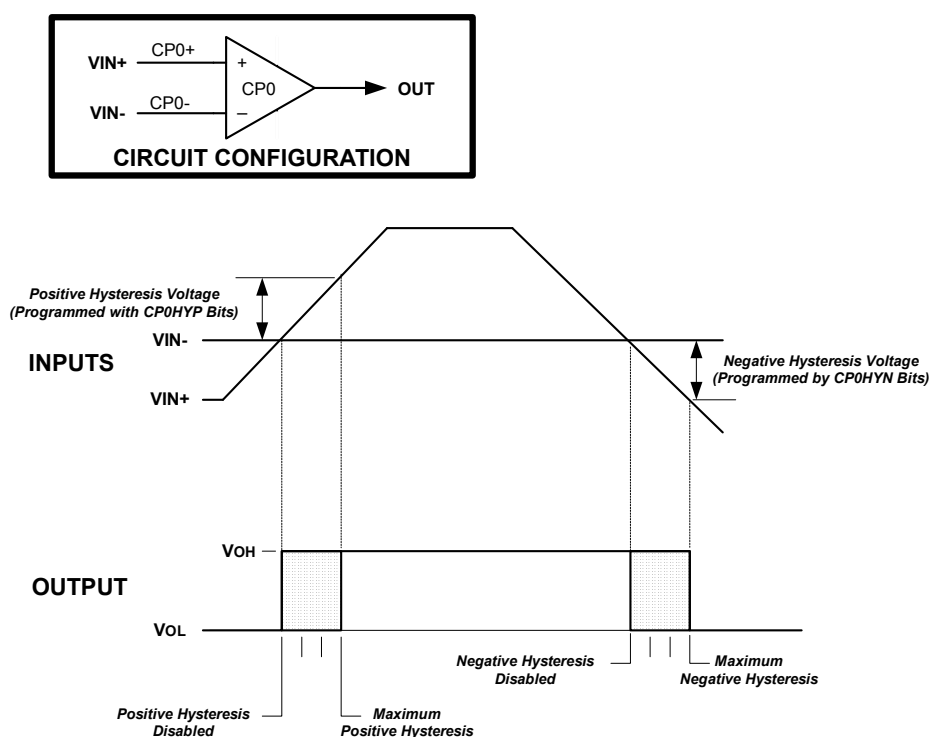 VIN+
CP0+
+
CP0
OUT
VIN-
CP0-
–
CIRCUIT CONFIGURATION
Positive Hysteresis Voltage
(Programmed with CP0HYP Bits)
VIN-
INPUTS
VIN+
Negative Hysteresis Voltage
(Programmed by CP0HYN Bits)
VOH
OUTPUT
VOL
Negative Hysteresis
Disabled
Maximum
Negative Hysteresis
Positive Hysteresis
Disabled
Maximum
Positive Hysteresis